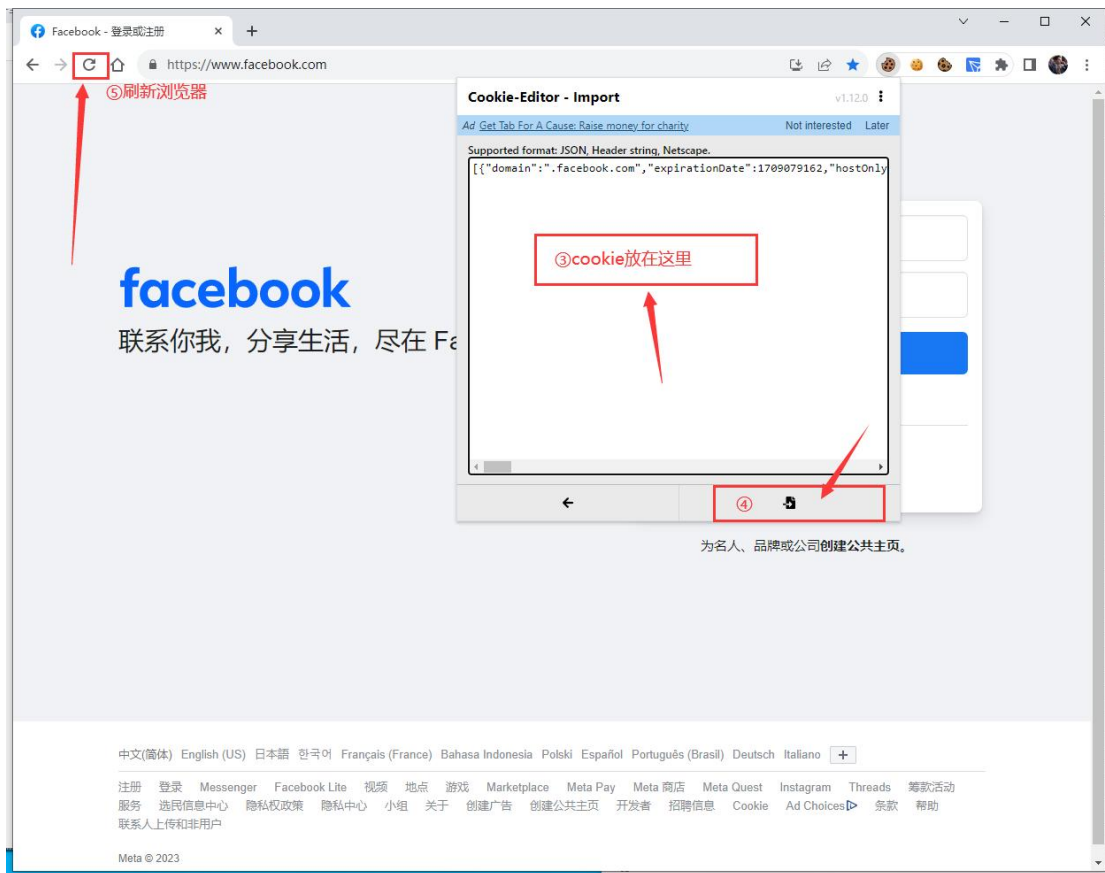 Facebook - 登录或注册
https://www.facebook.com
⑤刷新浏览器
Cookie-Editor - Import
v1.12.0
Ad Get Tab For A Cause: Raise money for charity
Not interested Later
Supported format: JSON, Header string, Netscape.
[{"domain":".facebook.com","expirationDate":1709079162,"hostOnly
③cookie放在这里
facebook
联系你我，分享生活，尽在 Fa
④
为名人、品牌或公司创建公共主页。
中文(简体) English (US) 日本語 한국어 Français (France) Bahasa Indonesia Polski Español Português (Brasil) Deutsch Italiano +
注册 登录 Messenger Facebook Lite 视频 地点 游戏 Marketplace Meta Pay Meta 商店 Meta Quest Instagram Threads 筹款活动
服务 选民信息中心 隐私权政策 隐私中心 小组 关于 创建广告 创建公共主页 开发者 招聘信息 Cookie Ad Choices 条款 帮助
联系人上传和非用户
Meta © 2023